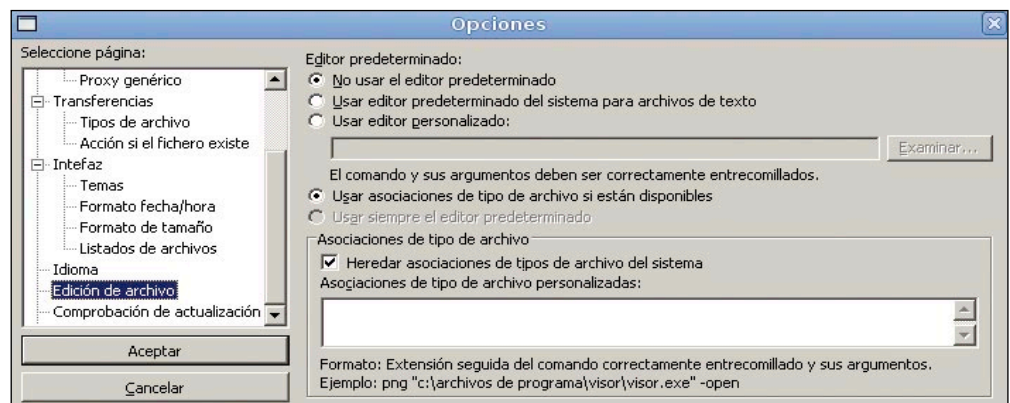 Opciones
Seleccione página:
Proxy genérico
Transferencias
Tipos de archivo
Acción si el fichero existe
Intefaz
Temas
Formato fecha/hora
Formato de tamaño
Listados de archivos
Idioma
Edición de archivo
Comprobación de actualización
Aceptar
Cancelar
Editor predeterminado:
No usar el editor predeterminado
Usar editor predeterminado del sistema para archivos de texto
Usar editor personalizado:
Examinar...
El comando y sus argumentos deben ser correctamente entrecomillados.
Usar asociaciones de tipo de archivo si están disponibles
Usar siempre el editor predeterminado
Asociaciones de tipo de archivo
Heredar asociaciones de tipos de archivo del sistema
Asociaciones de tipo de archivo personalizadas:
Formato: Extensión seguida del comando correctamente entrecomillado y sus argumentos.
Ejemplo: png "c:\archivos de programa\visor\visor.exe" -open